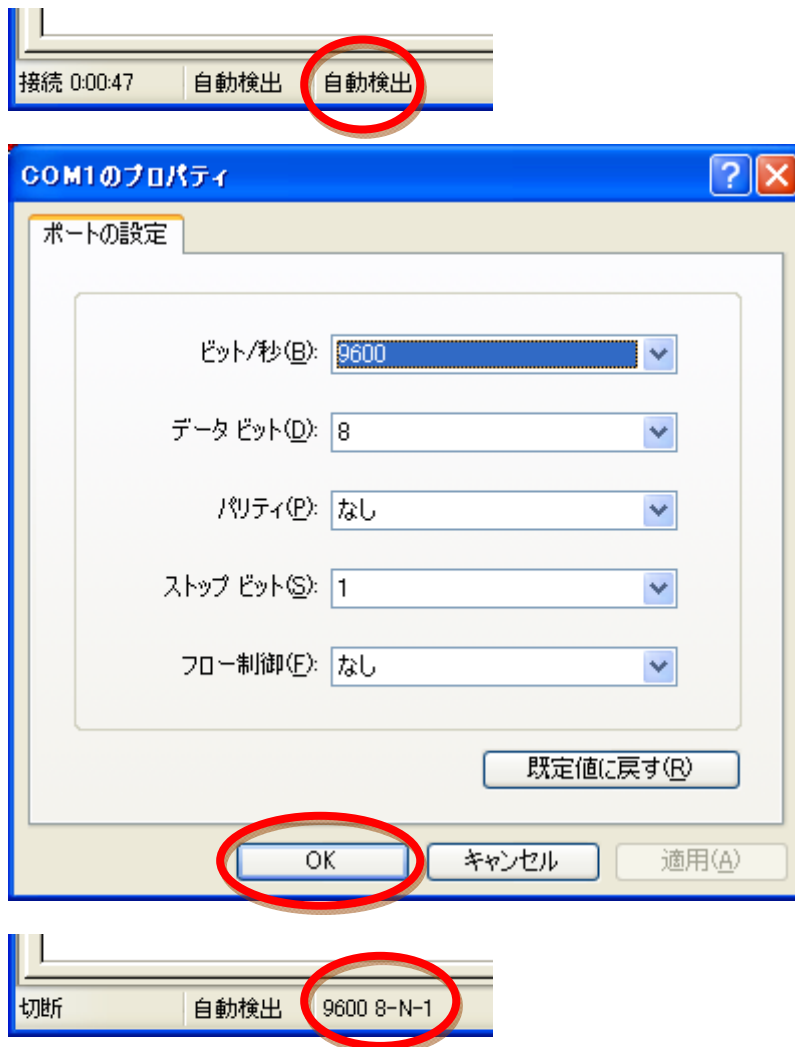 接続 0:00:47 自動検出 自動検出
COM1のプロパティ
ポートの設定
ビット/秒(B): 9600
データ ビット(D): 8
パリティ(P): なし
ストップ ビット(S): 1
フロー制御(F): なし
既定値に戻す(R)
OK キャンセル 適用(A)
切断 自動検出 9600 8-N-1